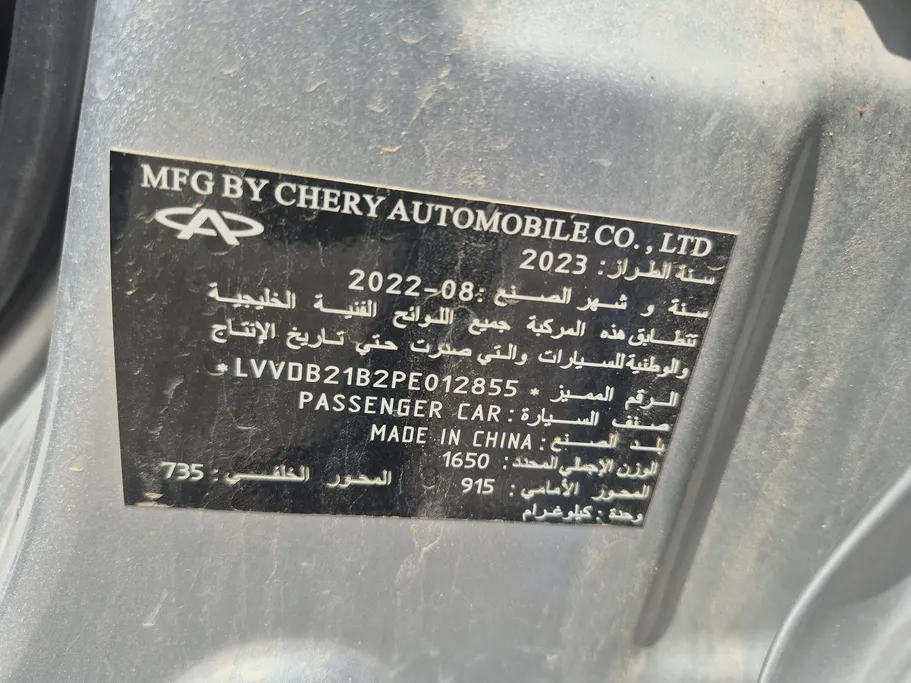 MFG BY CHERY AUTOMOBILE CO., LTD
سنة الطراز: 2023
سنة و شهر الصنع: 2022-08
تتطابق هذه المركبة جميع اللوائح الفنية الخليجية
والوطنية للسيارات والتي صدرت حتي تاريخ الإنتاج
الرقم المميز *LVVDB21B2PE012855*
صنف السيارة: PASSENGER CAR
بلد الصنع: MADE IN CHINA
الوزن الإجمالي المحدد: 1650
المحور الأمامي: 915 المحور الخلفي: 735
وحدة: كيلوغرام